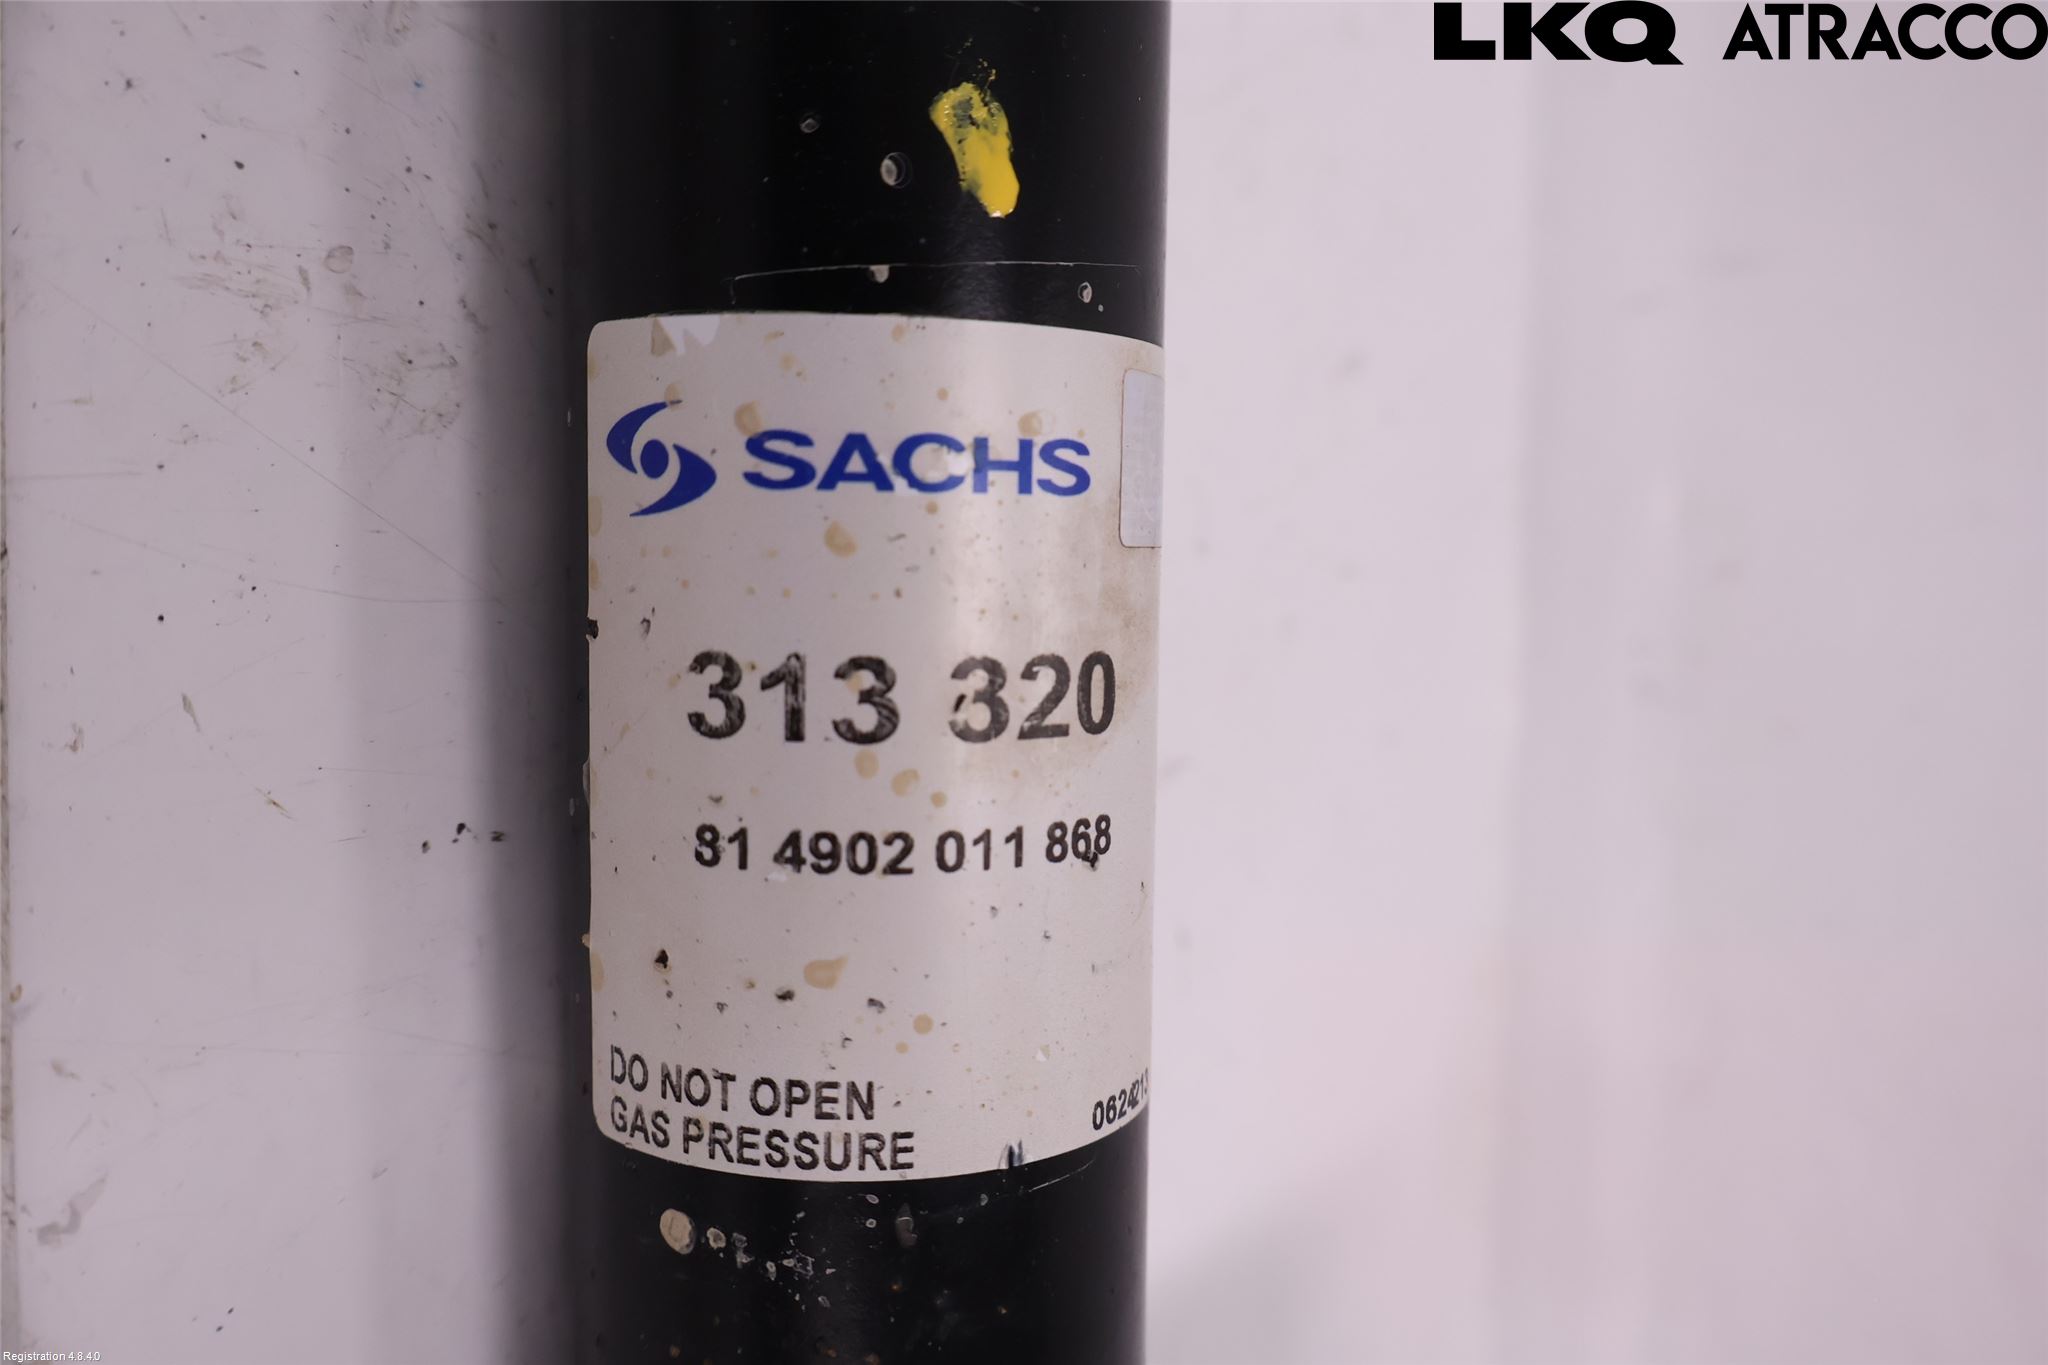 LKQ ATRACCO
SACHS
313 320
81 4902 011 868
DO NOT OPEN
GAS PRESSURE
0624213
Registration 4.8.4.0